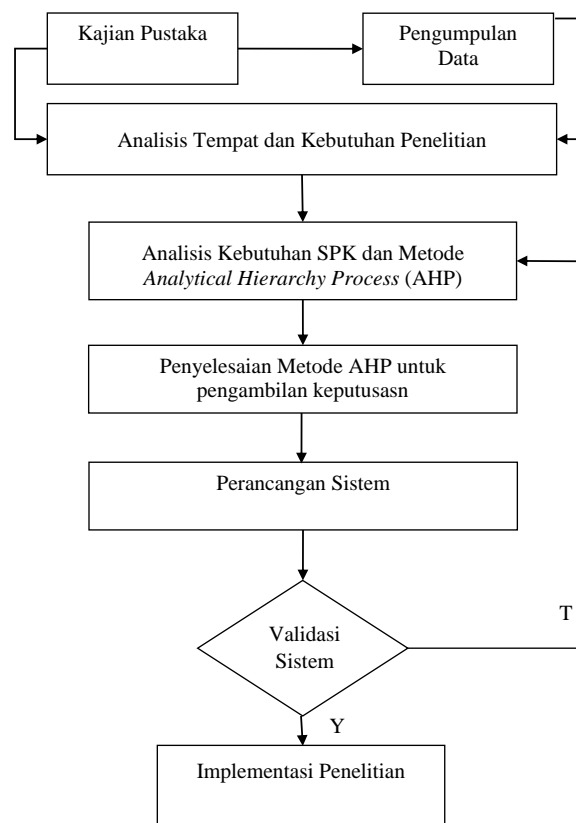 Kajian Pustaka
Pengumpulan
Data
Analisis Tempat dan Kebutuhan Penelitian
Analisis Kebutuhan SPK dan Metode
Analytical Hierarchy Process (AHP)
Penyelesaian Metode AHP untuk
pengambilan keputusasn
Perancangan Sistem
Validasi
Sistem
T
Y
Implementasi Penelitian